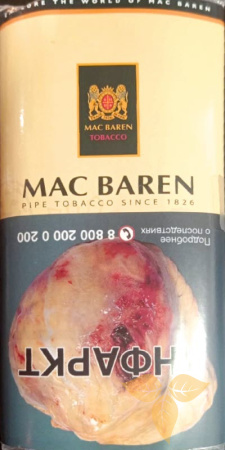 EXPLORE THE WORLD OF MAC BAREN
MAC BAREN
TOBACCO
MAC BAREN
PIPE TOBACCO SINCE 1826
Подробнее
о последствиях
8 800 200 0 200
НФАРКТ